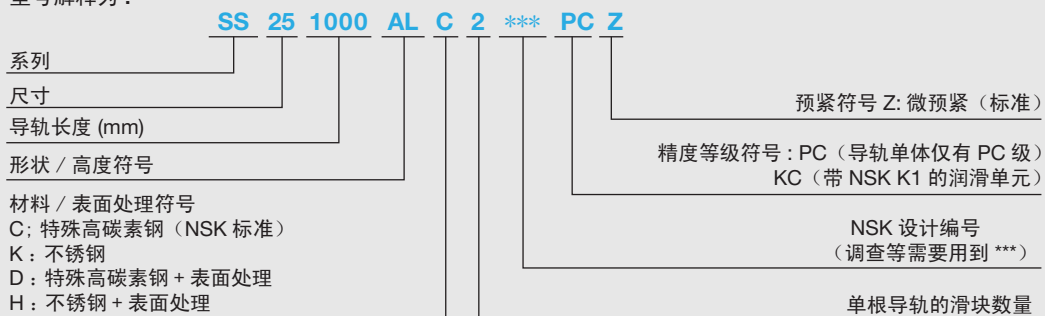 型号解释为：
SS 25 1000 AL C 2 *** PC Z
系列
尺寸
导轨长度 (mm)
形状 / 高度符号
材料 / 表面处理符号
C; 特殊高碳素钢（NSK 标准）
K：不锈钢
D：特殊高碳素钢 + 表面处理
H：不锈钢 + 表面处理
预紧符号 Z: 微预紧（标准）
精度等级符号 : PC（导轨单体仅有 PC 级）
KC（带 NSK K1 的润滑单元）
NSK 设计编号
（调查等需要用到 ***）
单根导轨的滑块数量